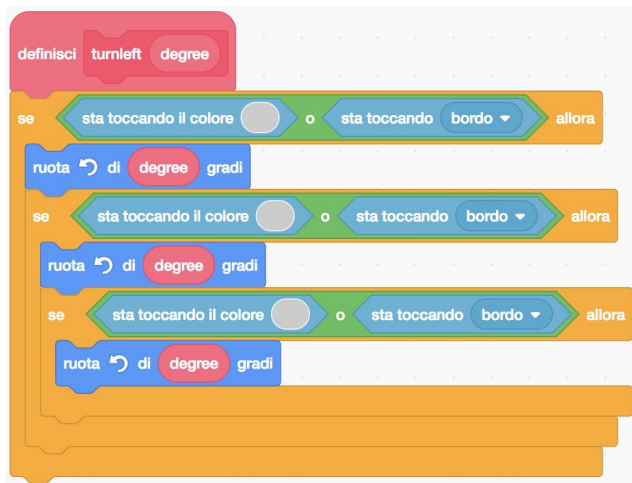 definisci turnleft degree
se sta toccando il colore o sta toccando bordo allora
ruota di degree gradi
se sta toccando il colore o sta toccando bordo allora
ruota di degree gradi
se sta toccando il colore o sta toccando bordo allora
ruota di degree gradi